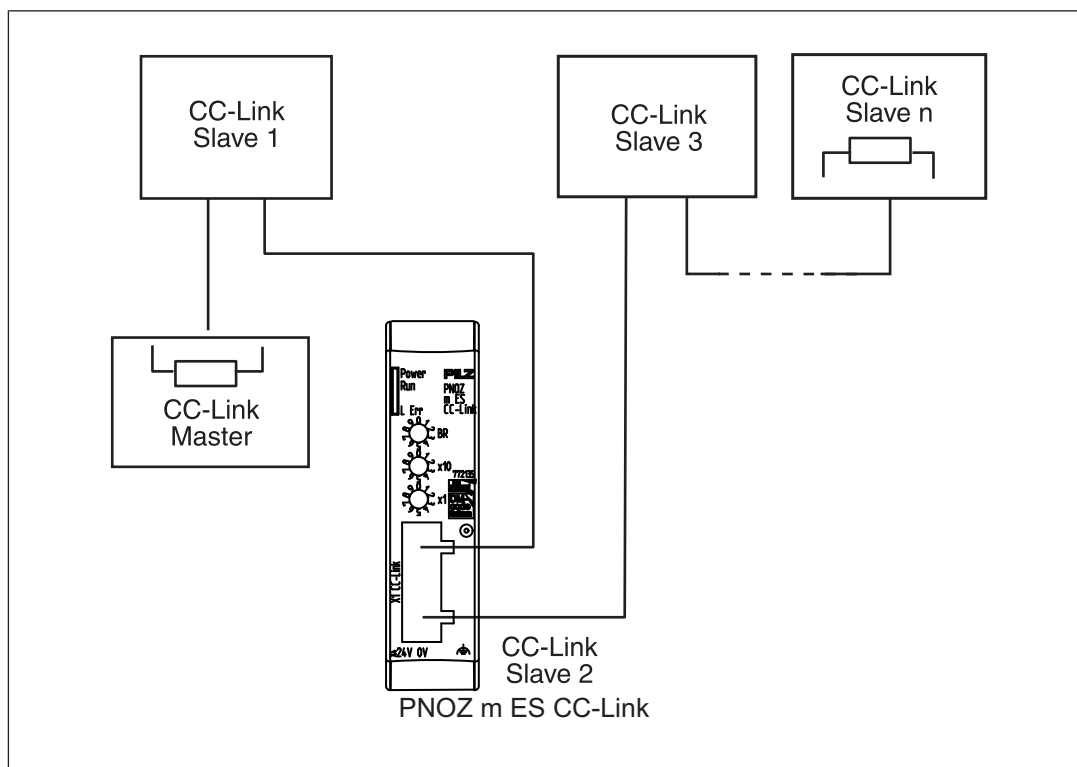 CC-Link
Slave 1
CC-Link
Slave 3
CC-Link
Slave n
CC-Link
Master
Power
Run
PILZ
PNOZ
m ES
CC-Link
L Err
BR
x10
772135
x1
X1 CC-Link
24V 0V
CC-Link
Slave 2
PNOZ m ES CC-Link